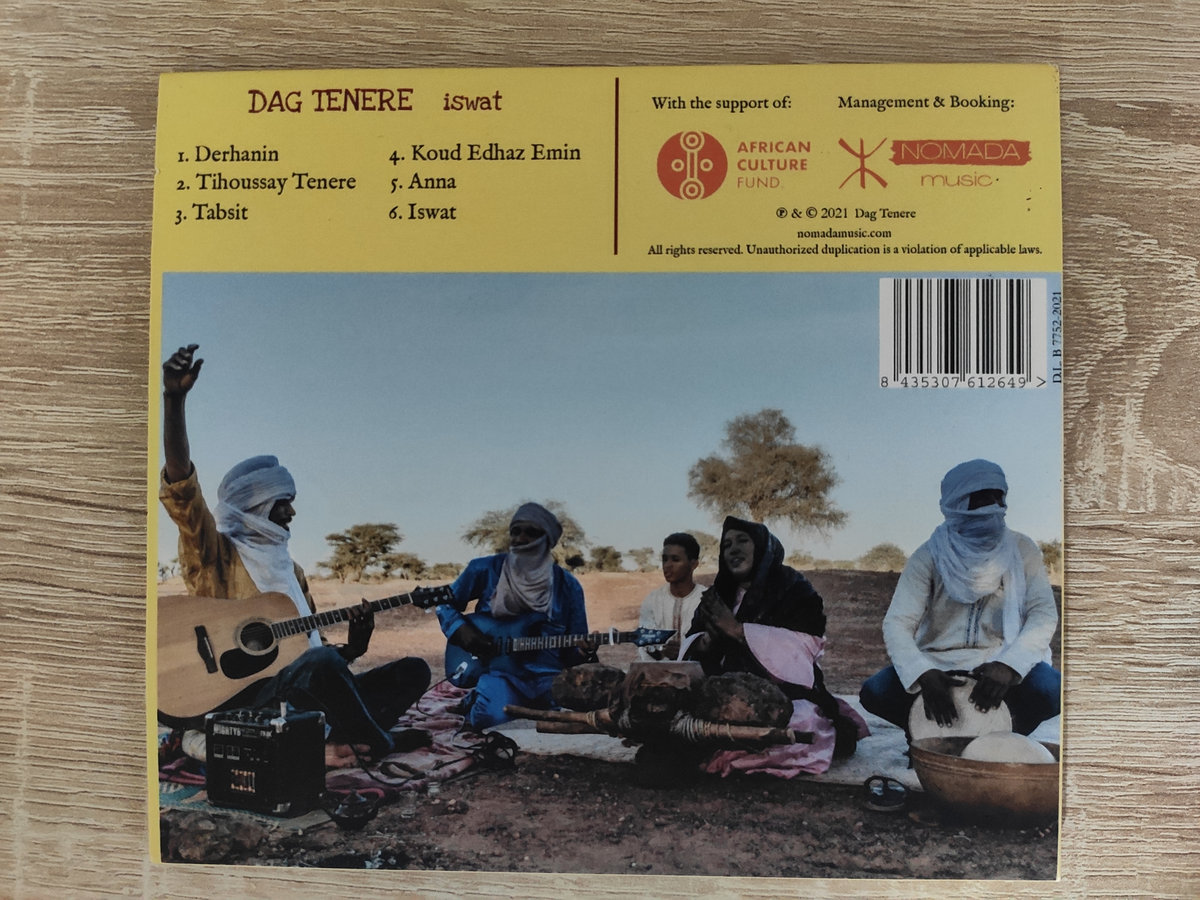 DAG TENERE iswat
1. Derhanin
2. Tihoussay Tenere
3. Tabsit
4. Koud Edhaz Emin
5. Anna
6. Iswat
With the support of:
AFRICAN
CULTURE
FUND
Management & Booking:
NOMADA
music
℗ & © 2021 Dag Tenere
nomadamusic.com
All rights reserved. Unauthorized duplication is a violation of applicable laws.
8 435307 612649 >
D.L. B 7752-2021